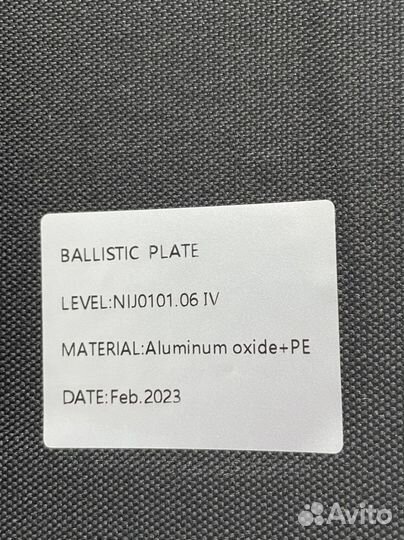 BALLISTIC PLATE
LEVEL:NIJ0101.06 IV
MATERIAL:Aluminum oxide+PE
DATE:Feb.2023
Avito